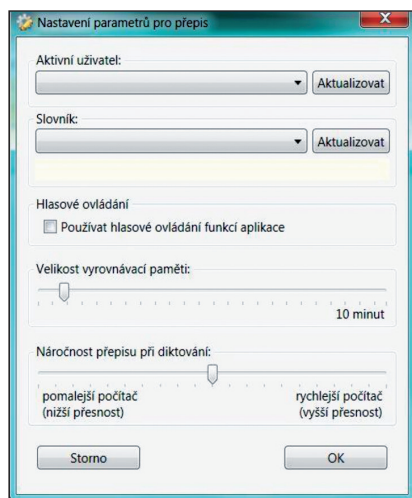 Nastavení parametrů pro přepis
Aktivní uživatel:
Aktualizovat
Slovník:
Aktualizovat
Hlasové ovládání
Používat hlasové ovládání funkcí aplikace
Velikost vyrovnávací paměti:
10 minut
Náročnost přepisu při diktování:
pomalejší počítač rychlejší počítač
(nižší přesnost) (vyšší přesnost)
Storno OK